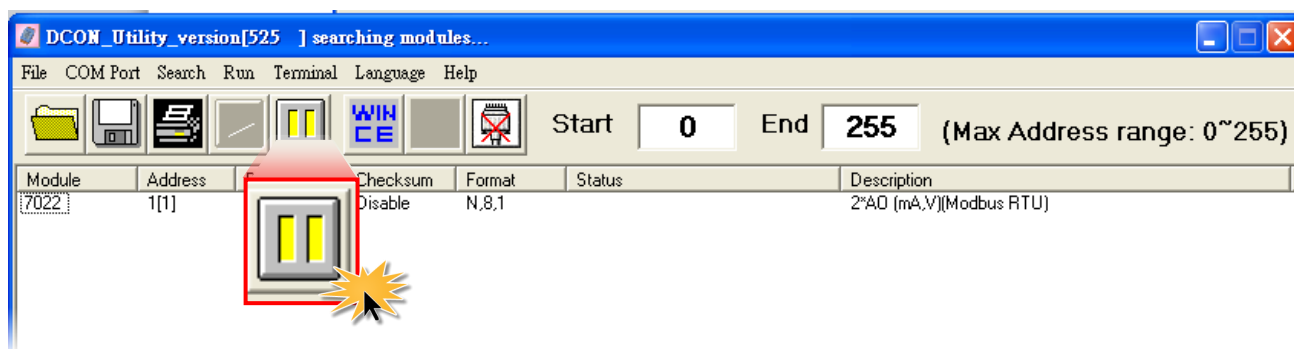 DCON_Utility_version[525 ] searching modules...
File COM Port Search Run Terminal Language Help
WIN CE Start 0 End 255 (Max Address range: 0~255)
Module Address Checksum Format Status Description
7022 1[1] Disable N,8,1 2*AO (mA,V)(Modbus RTU)